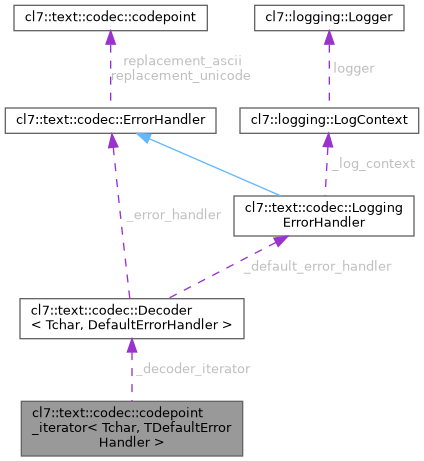 cl7::text::codec::codepoint
cl7::logging::Logger
replacement_ascii
replacement_unicode
logger
cl7::text::codec::ErrorHandler
cl7::logging::LogContext
_log_context
_error_handler
cl7::text::codec::Logging
ErrorHandler
_default_error_handler
cl7::text::codec::Decoder
< Tchar, DefaultErrorHandler >
_decoder_iterator
cl7::text::codec::codepoint
_iterator< Tchar, TDefaultError
Handler >